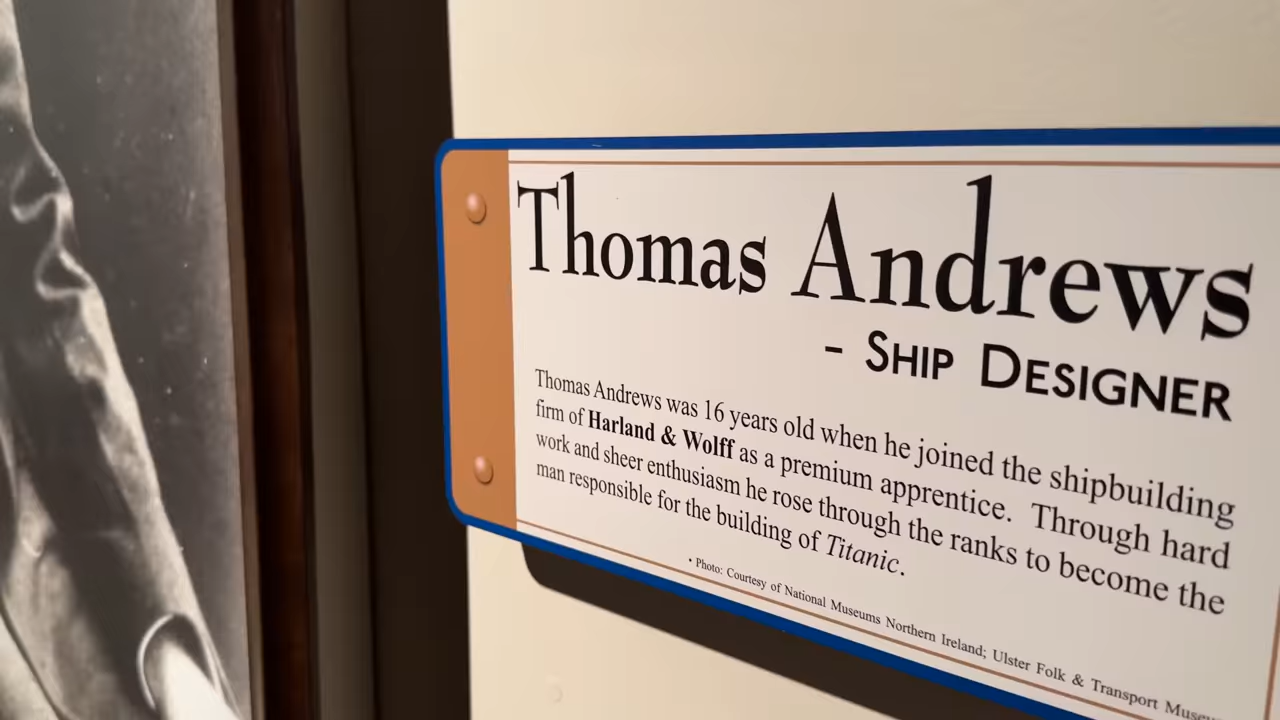 Thomas Andrews
– SHIP DESIGNER
Thomas Andrews was 16 years old when he joined the shipbuilding
firm of Harland & Wolff as a premium apprentice. Through hard
work and sheer enthusiasm he rose through the ranks to become the
man responsible for the building of Titanic.
• Photo: Courtesy of National Museums Northern Ireland; Ulster Folk & Transport